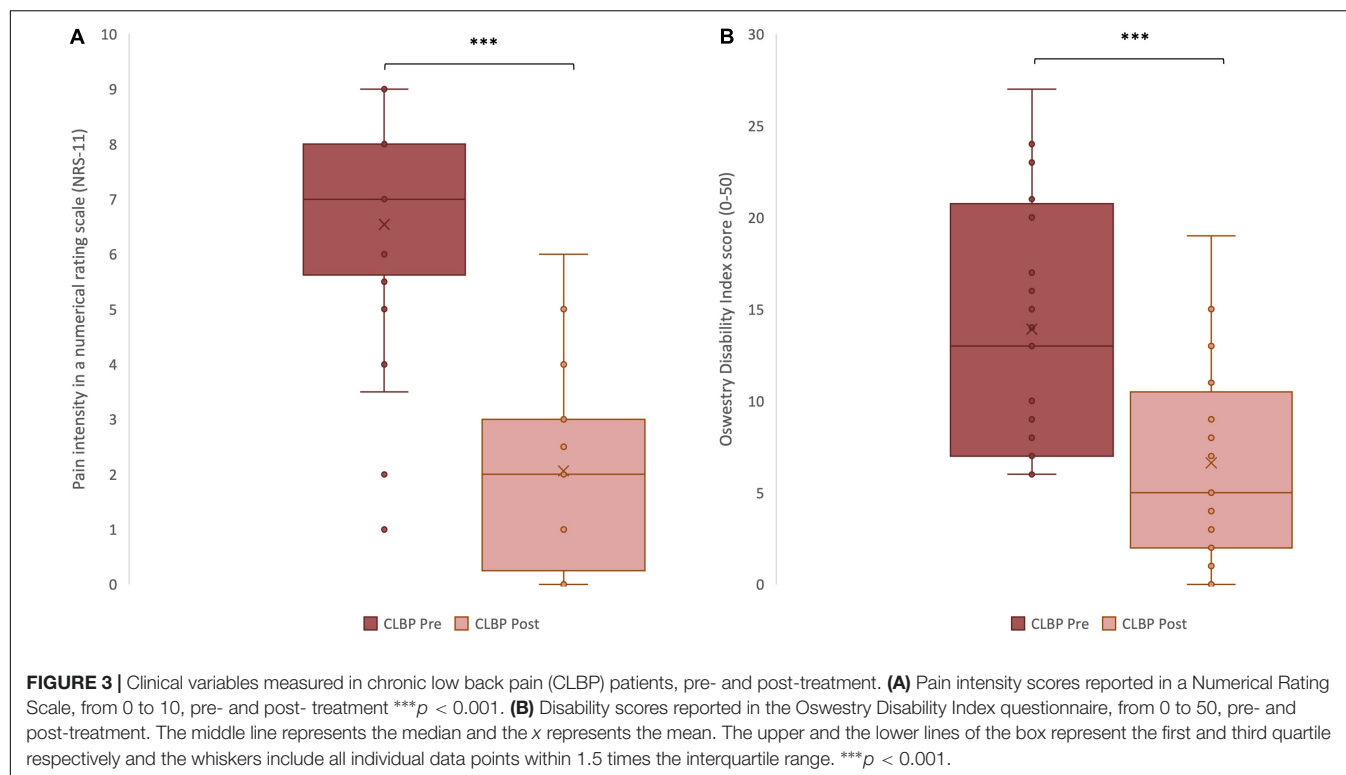 A
B
***
***
Pain intensity in a numerical rating scale (NRS-11)
10
9
8
7
6
5
4
3
2
1
0
CLBP Pre
CLBP Post
Oswestry Disability Index score (0-50)
30
25
20
15
10
5
0
CLBP Pre
CLBP Post
FIGURE 3 | Clinical variables measured in chronic low back pain (CLBP) patients, pre- and post-treatment. (A) Pain intensity scores reported in a Numerical Rating
Scale, from 0 to 10, pre- and post- treatment ***p < 0.001. (B) Disability scores reported in the Oswestry Disability Index questionnaire, from 0 to 50, pre- and
post-treatment. The middle line represents the median and the x represents the mean. The upper and the lower lines of the box represent the first and third quartile
respectively and the whiskers include all individual data points within 1.5 times the interquartile range. ***p < 0.001.